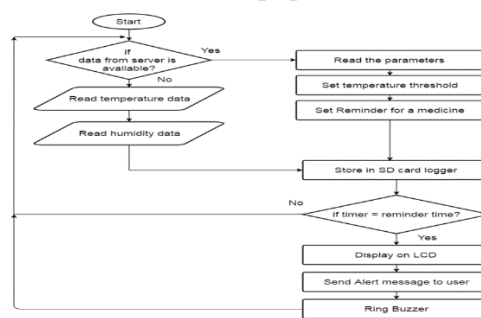 Start
If
data from server is
available?
Yes
No
Read the parameters
Set temperature threshold
Set Reminder for a medicine
Read temperature data
Read humidity data
Store in SD card logger
No
if timer = reminder time?
Yes
Display on LCD
Send Alert message to user
Ring Buzzer